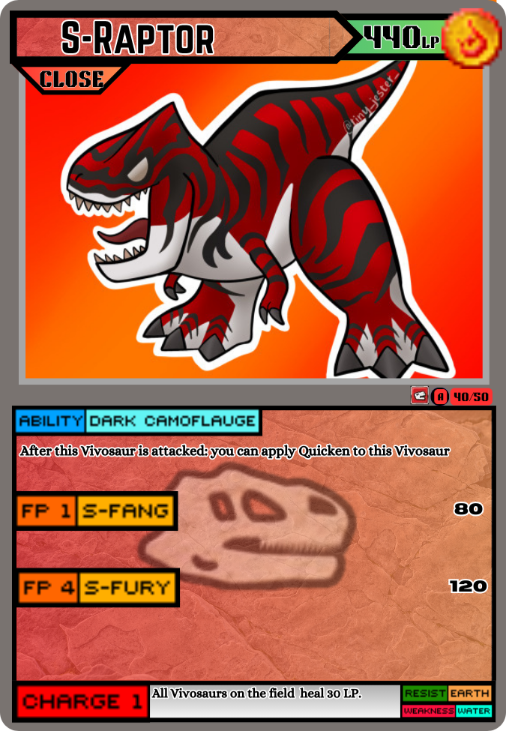 S-RAPTOR
440LP
CLOSE
@tiny_jester_
A 40/50
ABILITY DARK CAMOFLAUGE
After this Vivosaur is attacked: you can apply Quicken to this Vivosaur
FP 1 S-FANG 80
FP 4 S-FURY 120
CHARGE 1 All Vivosaurs on the field heal 30 LP.
RESIST EARTH
WEAKNESS WATER